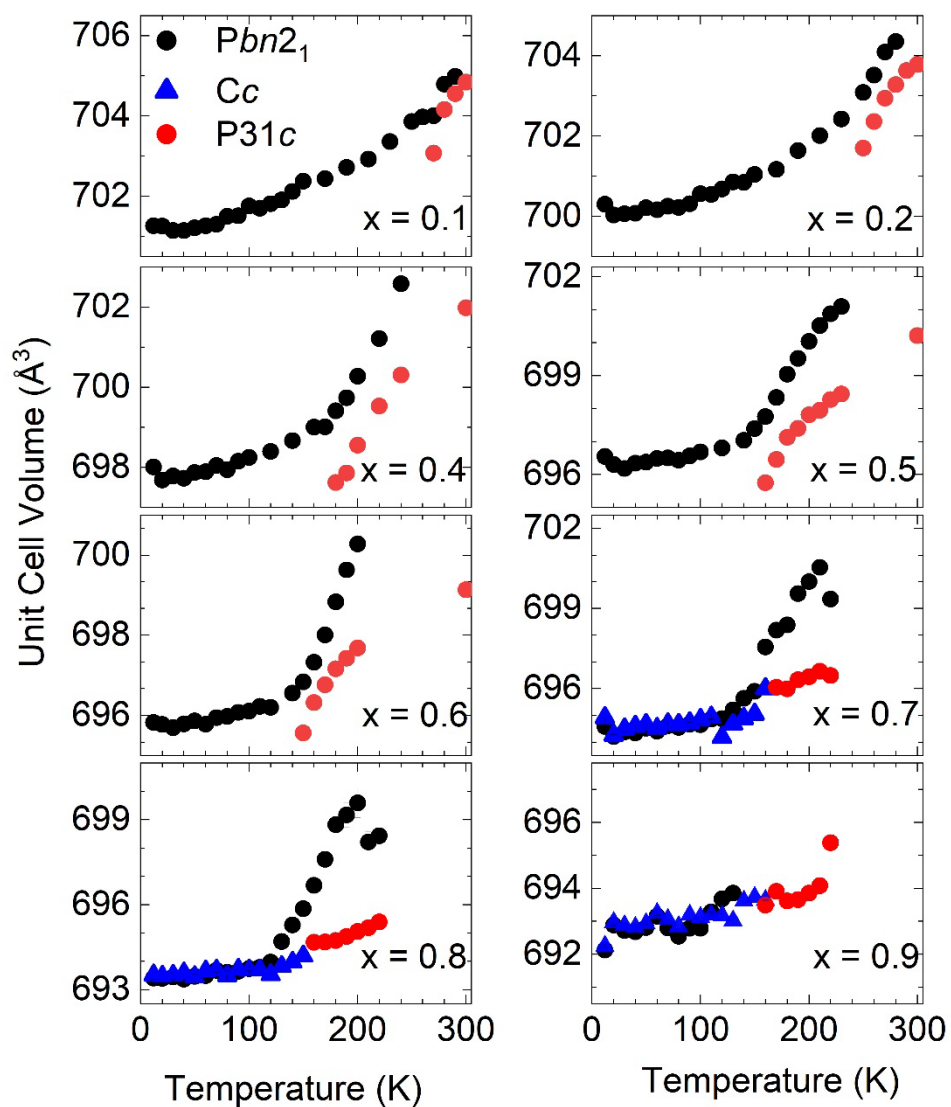 Unit Cell Volume (Å³)
706
704
702
Pbn2₁
Cc
P31c
x = 0.1
704
702
700
x = 0.2
702
700
698
x = 0.4
702
699
696
x = 0.5
700
698
696
x = 0.6
702
699
696
x = 0.7
699
696
693
x = 0.8
0 100 200 300
Temperature (K)
696
694
692
x = 0.9
0 100 200 300
Temperature (K)